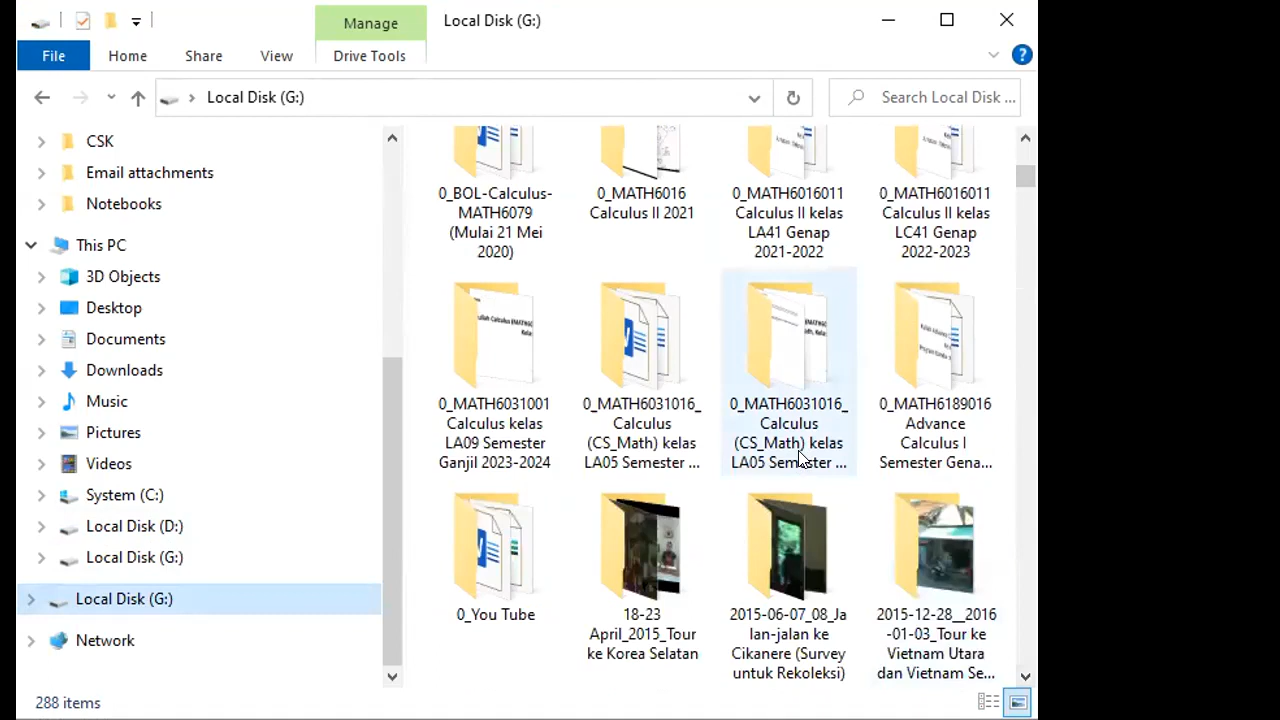 Manage
Local Disk (G:)
File
Home
Share
View
Drive Tools
Local Disk (G:)
Search Local Disk ...
CSK
Email attachments
Notebooks
This PC
3D Objects
Desktop
Documents
Downloads
Music
Pictures
Videos
System (C:)
Local Disk (D:)
Local Disk (G:)
Local Disk (G:)
Network
0_BOL-Calculus-
MATH6079
(Mulai 21 Mei
2020)
0_MATH6016
Calculus II 2021
0_MATH6016011
Calculus II kelas
LA41 Genap
2021-2022
0_MATH6016011
Calculus II kelas
LC41 Genap
2022-2023
0_MATH6031001
Calculus kelas
LA09 Semester
Ganjil 2023-2024
0_MATH6031016_
Calculus
(CS_Math) kelas
LA05 Semester ...
0_MATH6031016_
Calculus
(CS_Math) kelas
LA05 Semester ...
0_MATH6189016
Advance
Calculus I
Semester Gena...
0_You Tube
18-23
April_2015_Tour
ke Korea Selatan
2015-06-07_08_Ja
lan-jalan ke
Cikanere (Survey
untuk Rekoleksi)
2015-12-28__2016
-01-03_Tour ke
Vietnam Utara
dan Vietnam Se...
288 items